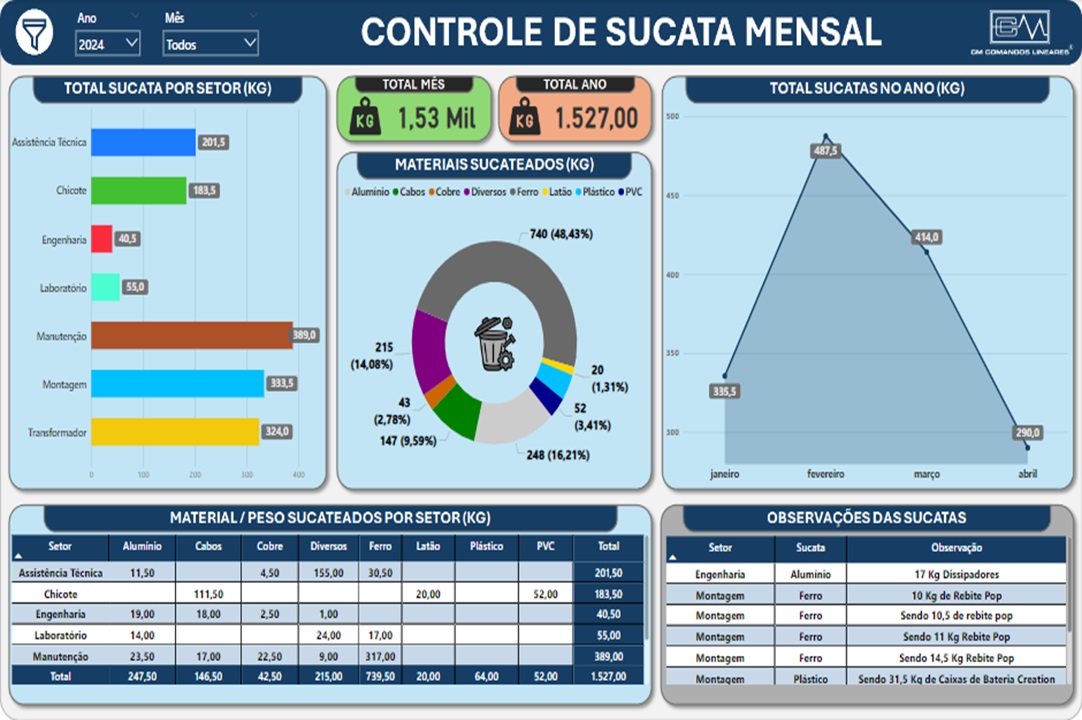 Ano
Mês
2024
Todos
CONTROLE DE SUCATA MENSAL
GM
GM COMANDOS LINEARES®
TOTAL SUCATA POR SETOR (KG)
Assistência Técnica 201,5
Chicote 183,5
Engenharia 40,5
Laboratório 55,0
Manutenção 389,0
Montagem 333,5
Transformador 324,0
0 100 200 300 400
TOTAL MÊS
KG 1,53 Mil
TOTAL ANO
KG 1.527,00
MATERIAIS SUCATEADOS (KG)
Alumínio Cabos Cobre Diversos Ferro Latão Plástico PVC
740 (48,43%)
215
(14,08%)
20
(1,31%)
43
(2,78%)
52
(3,41%)
147 (9,59%)
248 (16,21%)
TOTAL SUCATAS NO ANO (KG)
500
487,5
450
414,0
400
350
335,5
300
290,0
janeiro fevereiro março abril
MATERIAL / PESO SUCATEADOS POR SETOR (KG)
Setor Alumínio Cabos Cobre Diversos Ferro Latão Plástico PVC Total
Assistência Técnica 11,50 4,50 155,00 30,50 201,50
Chicote 111,50 20,00 52,00 183,50
Engenharia 19,00 18,00 2,50 1,00 40,50
Laboratório 14,00 24,00 17,00 55,00
Manutenção 23,50 17,00 22,50 9,00 317,00 389,00
Total 247,50 146,50 42,50 215,00 739,50 20,00 64,00 52,00 1.527,00
OBSERVAÇÕES DAS SUCATAS
Setor Sucata Observação
Engenharia Alumínio 17 Kg Dissipadores
Montagem Ferro 10 Kg de Rebite Pop
Montagem Ferro Sendo 10,5 de rebite pop
Montagem Ferro Sendo 11 Kg Rebite Pop
Montagem Ferro Sendo 14,5 Kg Rebite Pop
Montagem Plástico Sendo 31,5 Kg de Caixas de Bateria Creation